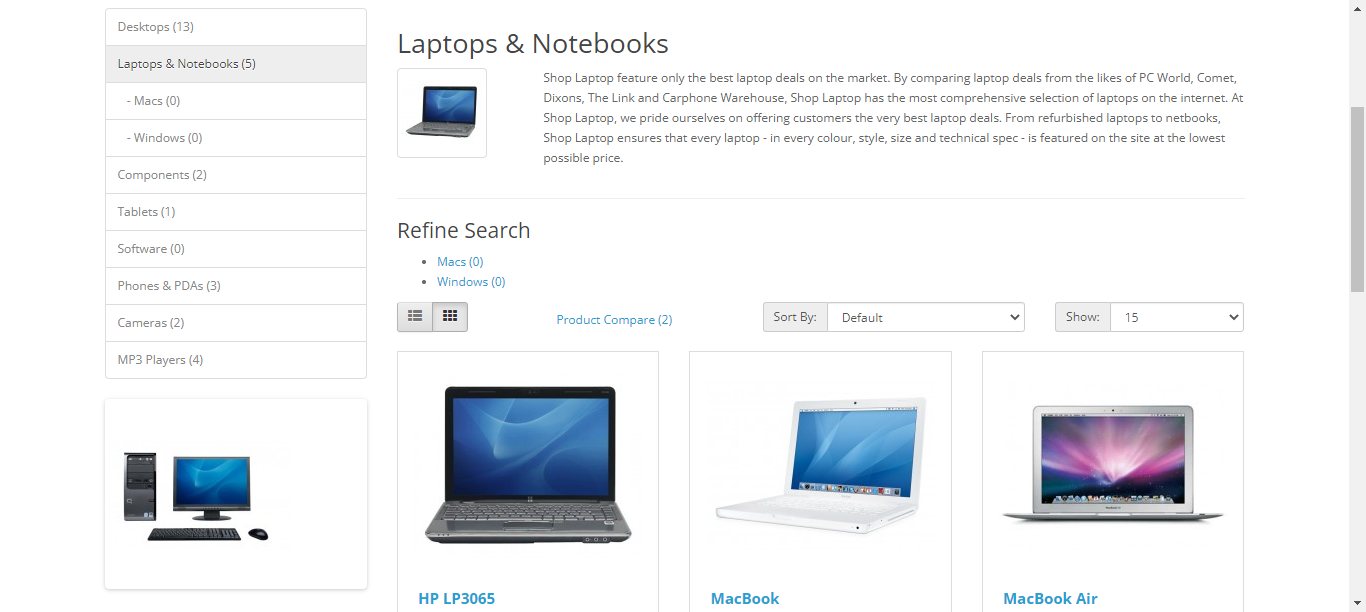 Desktops (13)
Laptops & Notebooks (5)
- Macs (0)
- Windows (0)
Components (2)
Tablets (1)
Software (0)
Phones & PDAs (3)
Cameras (2)
MP3 Players (4)
Laptops & Notebooks
Shop Laptop feature only the best laptop deals on the market. By comparing laptop deals from the likes of PC World, Comet,
Dixons, The Link and Carphone Warehouse, Shop Laptop has the most comprehensive selection of laptops on the internet. At
Shop Laptop, we pride ourselves on offering customers the very best laptop deals. From refurbished laptops to netbooks,
Shop Laptop ensures that every laptop - in every colour, style, size and technical spec - is featured on the site at the lowest
possible price.
Refine Search
Macs (0)
Windows (0)
Product Compare (2)
Sort By: Default
Show: 15
HP LP3065
MacBook
MacBook Air